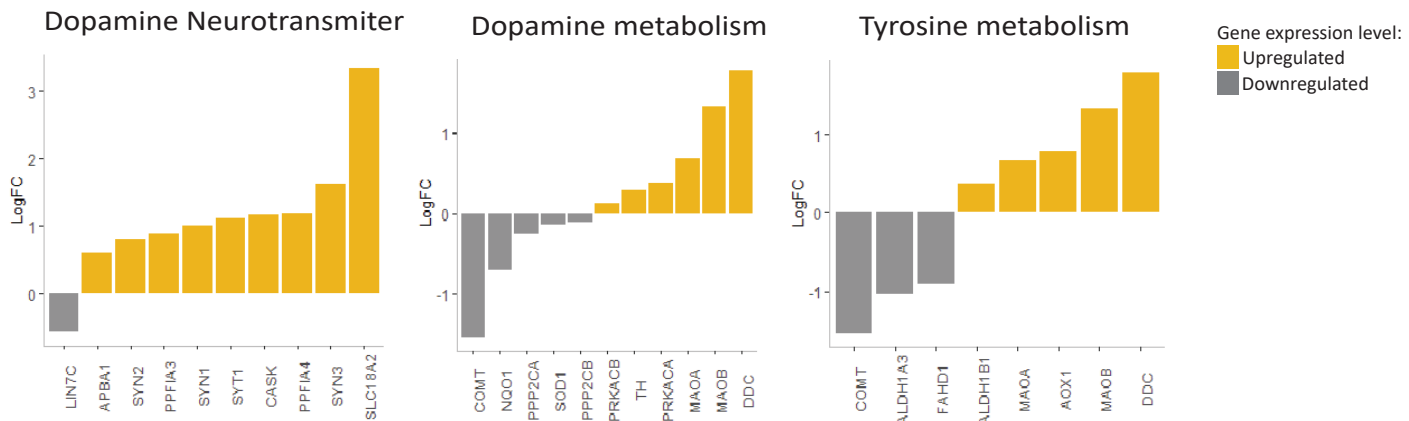 Dopamine Neurotransmiter
Dopamine metabolism
Tyrosine metabolism
Gene expression level:
Upregulated
Downregulated
LogFC
3
2
1
0
LIN7C
APBA1
SYN2
PPFIA3
SYN1
SYT1
CASK
PPFIA4
SYN3
SLC18A2
LogFC
1
0
-1
COMT
NQO1
PPP2CA
SOD1
PPP2CB
PRKACB
TH
PRKACA
MAOA
MAOB
DDC
LogFC
1
0
-1
COMT
ALDH1A3
FAHD1
ALDH1B1
MAOA
AOX1
MAOB
DDC